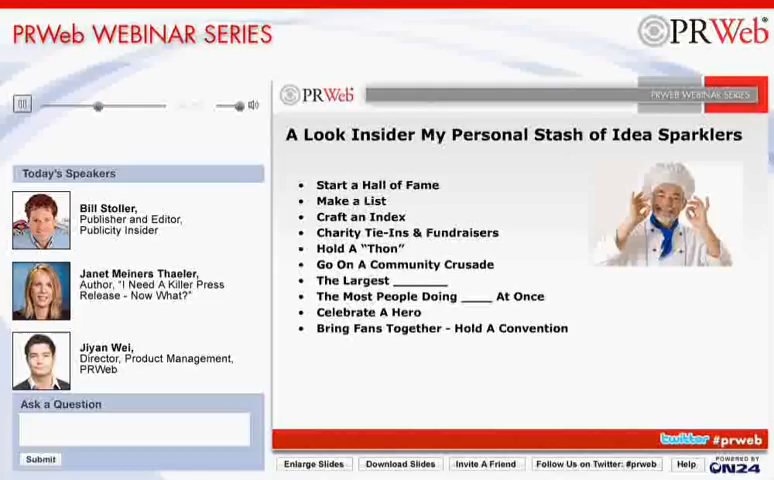 PRWeb WEBINAR SERIES
PRWeb®
PRWeb
PRWEB WEBINAR SERIES
A Look Insider My Personal Stash of Idea Sparklers
Today's Speakers
Bill Stoller,
Publisher and Editor,
Publicity Insider
Janet Meiners Thaeler,
Author, "I Need A Killer Press
Release - Now What?"
Jiyan Wei,
Director, Product Management,
PRWeb
Ask a Question
Submit
• Start a Hall of Fame
• Make a List
• Craft an Index
• Charity Tie-Ins & Fundraisers
• Hold A “Thon”
• Go On A Community Crusade
• The Largest _______
• The Most People Doing ____ At Once
• Celebrate A Hero
• Bring Fans Together - Hold A Convention
twitter #prweb
Enlarge Slides
Download Slides
Invite A Friend
Follow Us on Twitter: #prweb
Help
POWERED BY
ON24